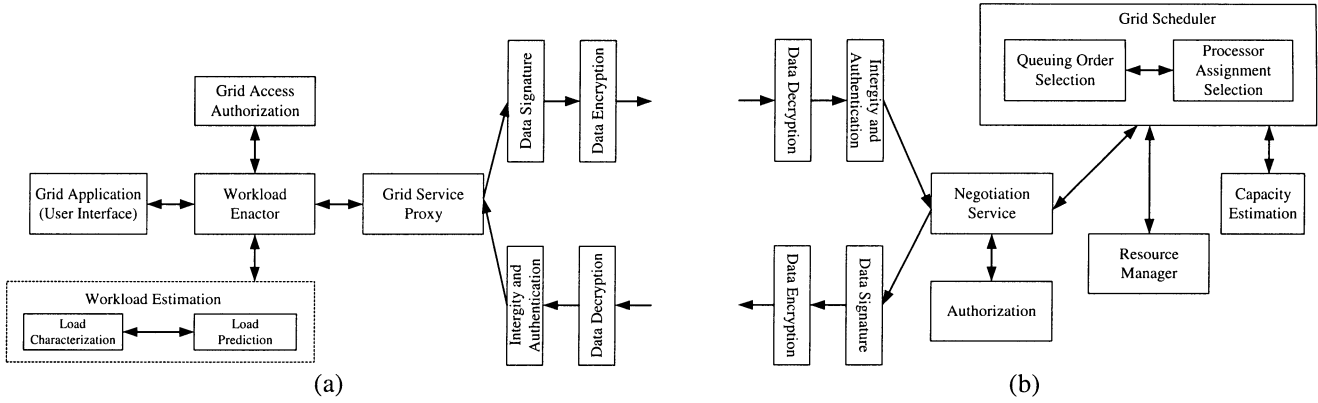 Grid Access
Authorization
Grid Application
(User Interface)
Workload
Enactor
Grid Service
Proxy
Workload Estimation
Load
Characterization
Load
Prediction
Data Signature
Data Encryption
Intergity and
Authentication
Data Decryption
(a)
Data Decryption
Intergity and
Authentication
Data Encryption
Data Signature
Negotiation
Service
Authorization
Grid Scheduler
Queuing Order
Selection
Processor
Assignment
Selection
Resource
Manager
Capacity
Estimation
(b)